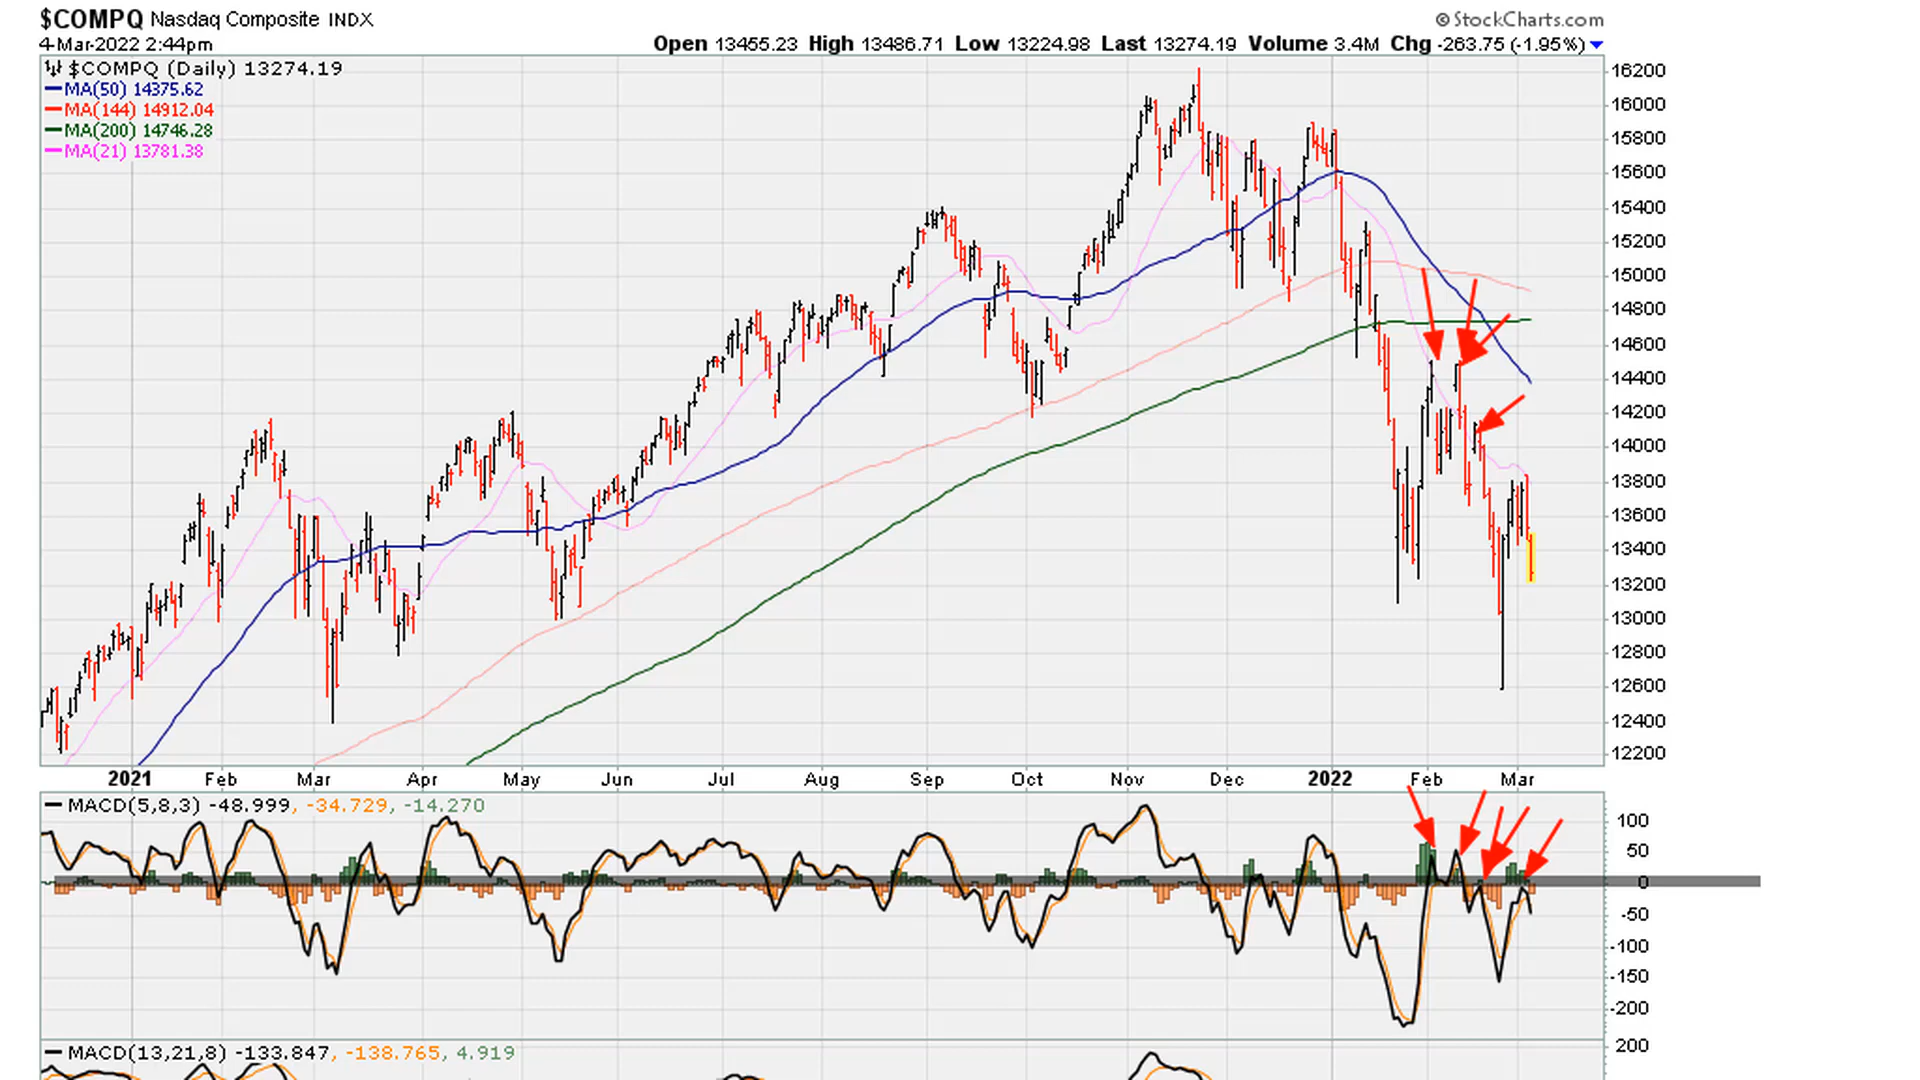 $COMPQ Nasdaq Composite INDX
© StockCharts.com
4-Mar-2022 2:44pm
Open 13455.23 High 13486.71 Low 13224.98 Last 13274.19 Volume 3.4M Chg -263.75 (-1.95%)
$COMPQ (Daily) 13274.19
MA(50) 14375.62
MA(144) 14912.04
MA(200) 14746.28
MA(21) 13781.38
16200
16000
15800
15600
15400
15200
15000
14800
14600
14400
14200
14000
13800
13600
13400
13200
13000
12800
12600
12400
12200
2021 Feb Mar Apr May Jun Jul Aug Sep Oct Nov Dec 2022 Feb Mar
MACD(5,8,3) -48.999, -34.729, -14.270
100
50
0
-50
-100
-150
-200
MACD(13,21,8) -133.847, -138.765, 4.919
200